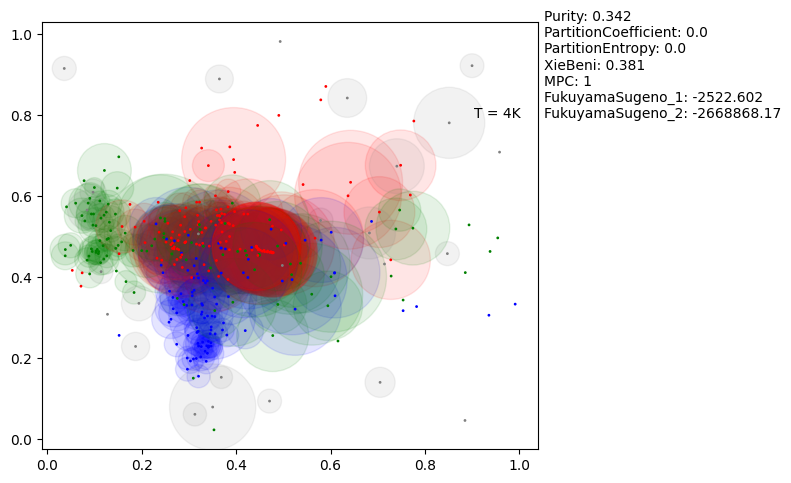 Purity: 0.342
PartitionCoefficient: 0.0
PartitionEntropy: 0.0
XieBeni: 0.381
MPC: 1
FukuyamaSugeno_1: -2522.602
FukuyamaSugeno_2: -2668868.17
T = 4K
1.0
0.8
0.6
0.4
0.2
0.0
0.0 0.2 0.4 0.6 0.8 1.0